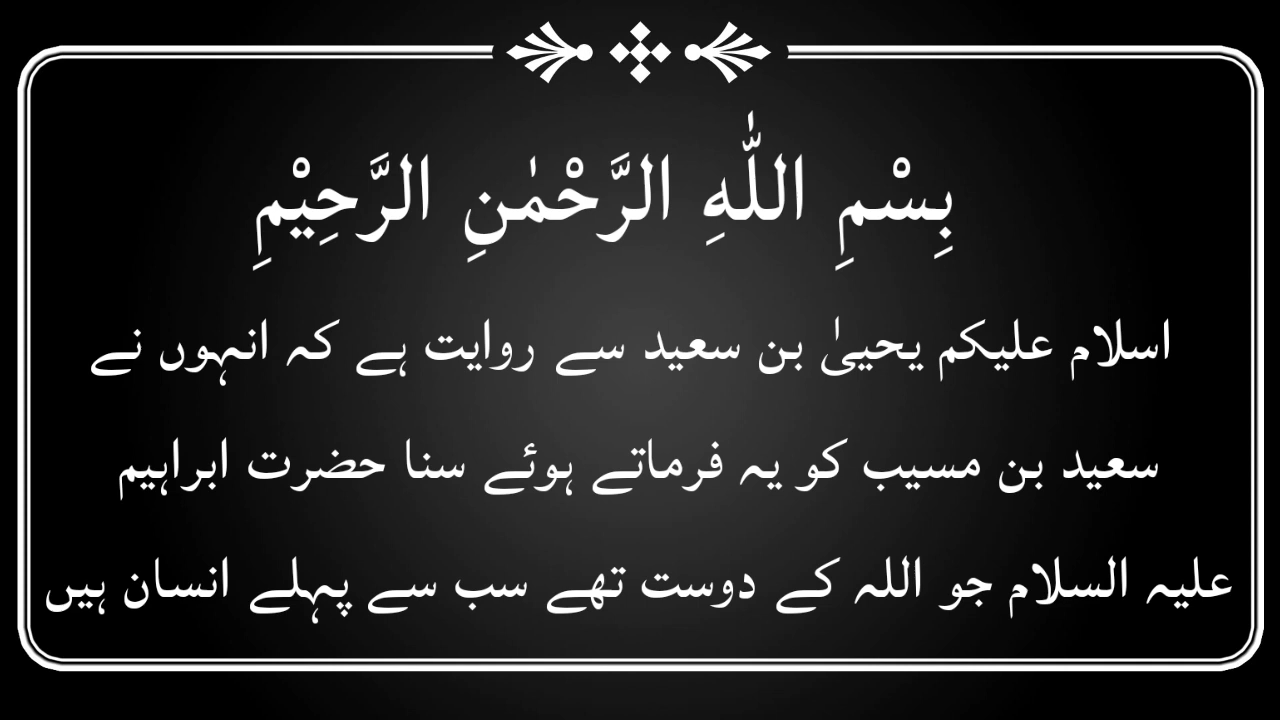 بِسْمِ اللّٰهِ الرَّحْمٰنِ الرَّحِيْمِ
اسلام علیکم یحییٰ بن سعید سے روایت ہے کہ انہوں نے
سعید بن مسیب کو یہ فرماتے ہوئے سنا حضرت ابراہیم
علیہ السلام جو اللہ کے دوست تھے سب سے پہلے انسان ہیں